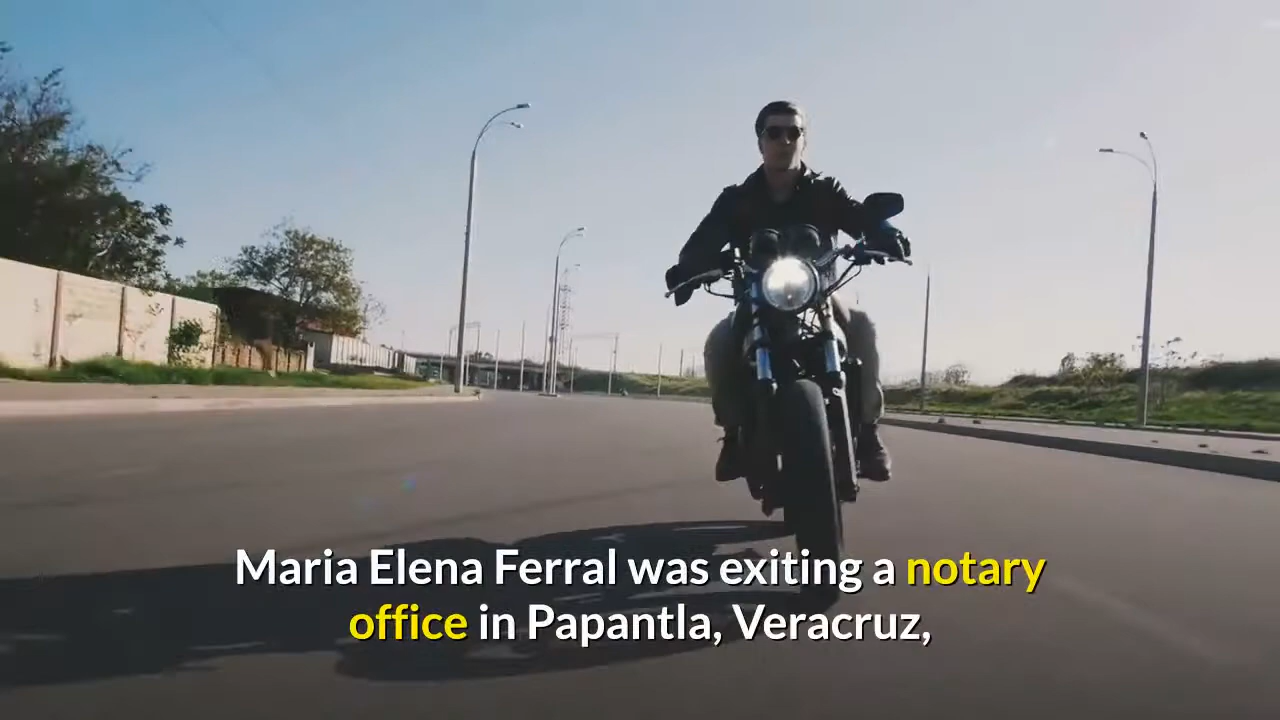 Maria Elena Ferral was exiting a notary
office in Papantla, Veracruz,